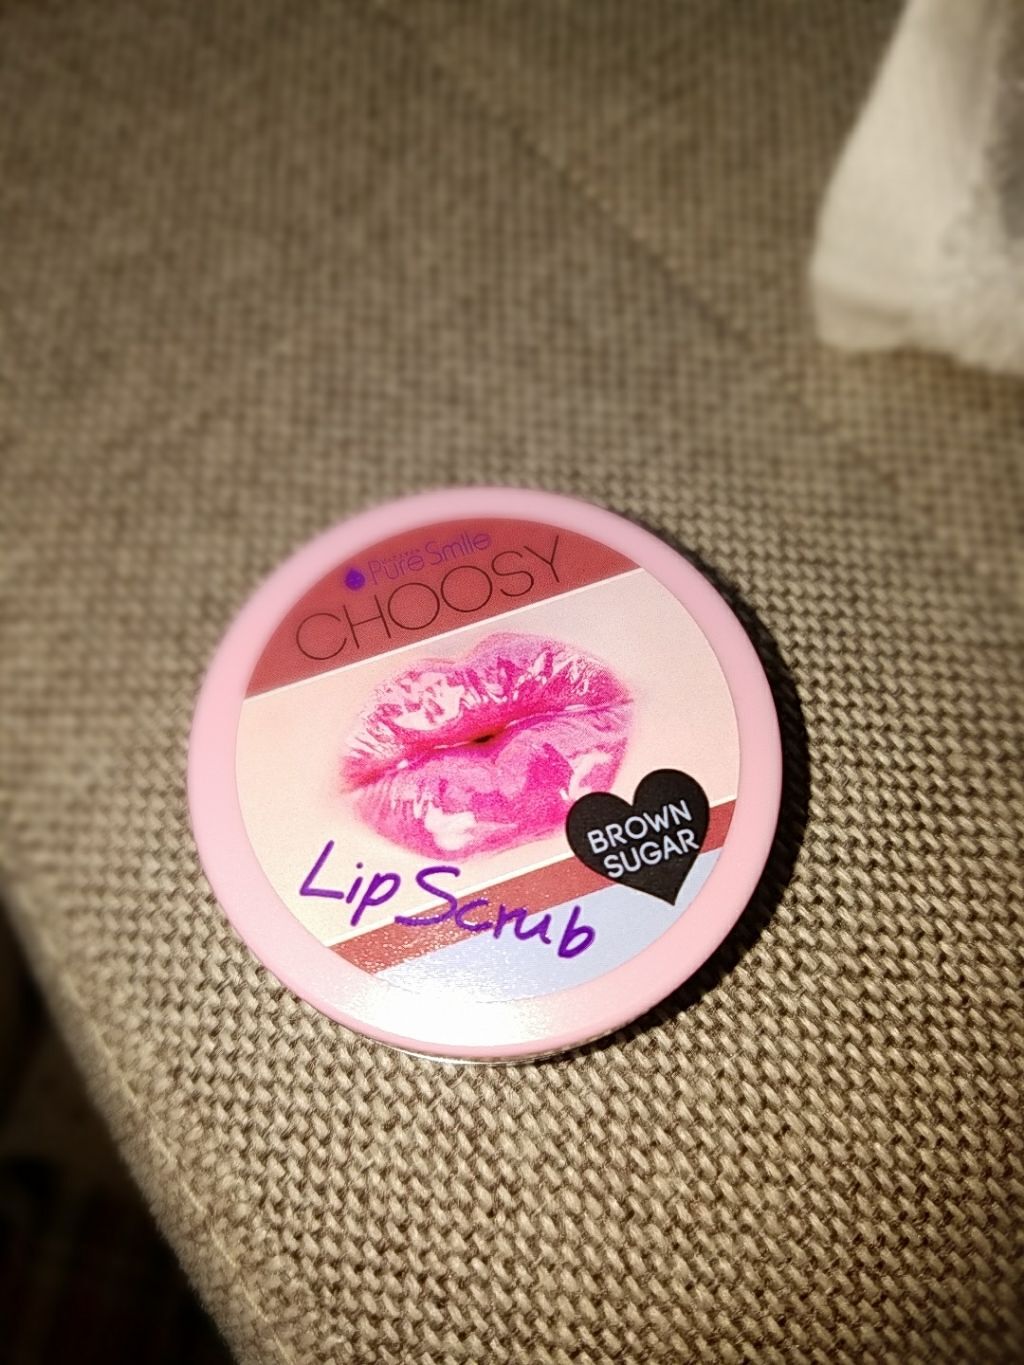 Pure Smile
CHOOSY
BROWN
SUGAR
Lip Scrub